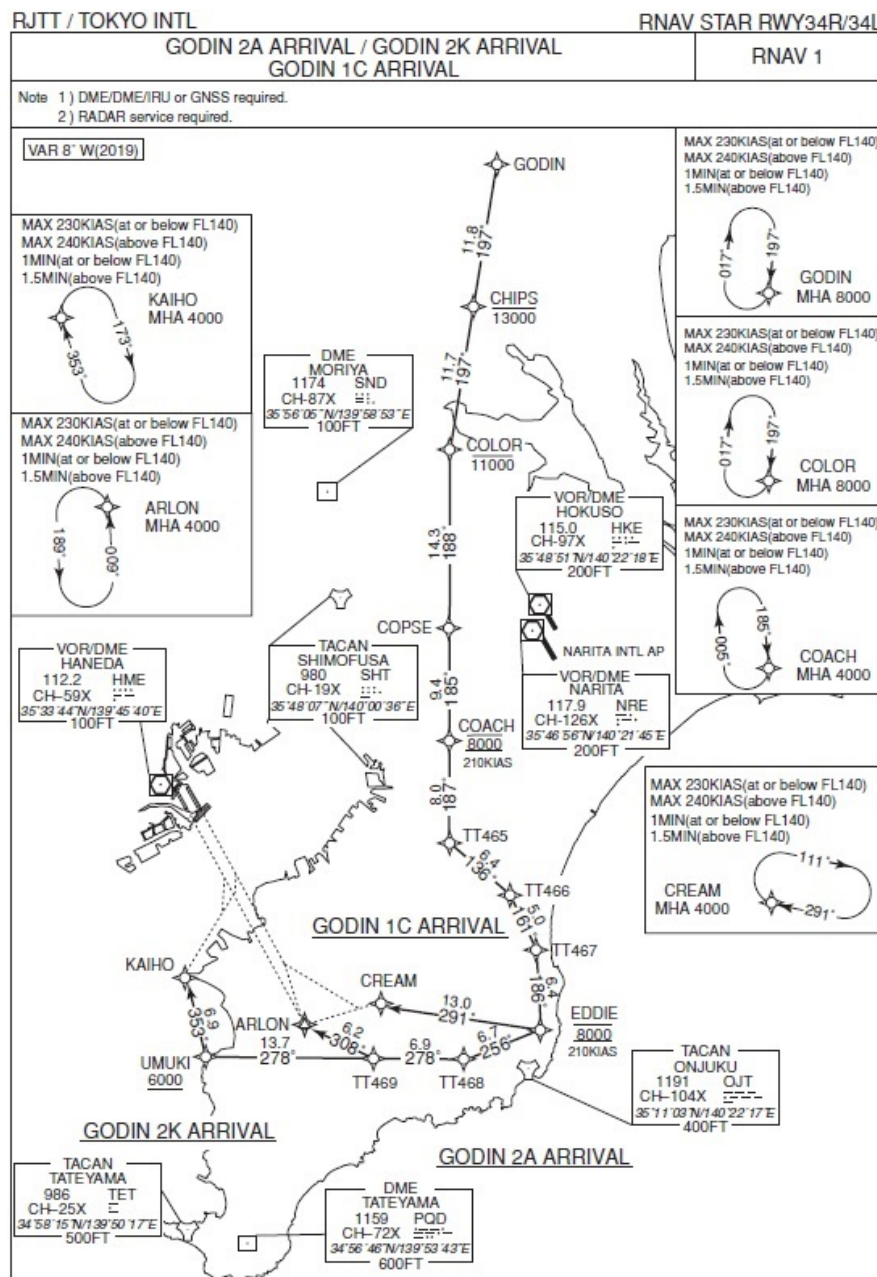 RJTT / TOKYO INTL
RNAV STAR RWY34R/34L
GODIN 2A ARRIVAL / GODIN 2K ARRIVAL
GODIN 1C ARRIVAL
RNAV 1
Note 1 ) DME/DME/IRU or GNSS required.
2 ) RADAR service required.
VAR 8° W(2019)
MAX 230KIAS(at or below FL140)
MAX 240KIAS(above FL140)
1MIN(at or below FL140)
1.5MIN(above FL140)
KAIHO
MHA 4000
173°
353°
MAX 230KIAS(at or below FL140)
MAX 240KIAS(above FL140)
1MIN(at or below FL140)
1.5MIN(above FL140)
ARLON
MHA 4000
189°
009°
MAX 230KIAS(at or below FL140)
MAX 240KIAS(above FL140)
1MIN(at or below FL140)
1.5MIN(above FL140)
017°
197°
GODIN
MHA 8000
MAX 230KIAS(at or below FL140)
MAX 240KIAS(above FL140)
1MIN(at or below FL140)
1.5MIN(above FL140)
017°
197°
COLOR
MHA 8000
MAX 230KIAS(at or below FL140)
MAX 240KIAS(above FL140)
1MIN(at or below FL140)
1.5MIN(above FL140)
005°
185°
COACH
MHA 4000
MAX 230KIAS(at or below FL140)
MAX 240KIAS(above FL140)
1MIN(at or below FL140)
1.5MIN(above FL140)
111°
291°
CREAM
MHA 4000
GODIN
11.8
197°
CHIPS
13000
11.7
197°
COLOR
11000
14.3
188°
COPSE
9.4
185°
COACH
8000
210KIAS
8.0
187°
TT465
6.4
136°
TT466
5.0
161°
TT467
6.4
186°
EDDIE
8000
210KIAS
DME
MORIYA
1174 SND
CH-87X
35°56´05˝N/139°58´53˝E
100FT
VOR/DME
HOKUSO
115.0 HKE
CH-97X
35°48´51˝N/140°22´18˝E
200FT
NARITA INTL AP
VOR/DME
NARITA
117.9 NRE
CH-126X
35°46´56˝N/140°21´45˝E
200FT
TACAN
SHIMOFUSA
980 SHT
CH-19X
35°48´07˝N/140°00´36˝E
100FT
VOR/DME
HANEDA
112.2 HME
CH–59X
35°33´44˝N/139°45´40˝E
100FT
GODIN 1C ARRIVAL
KAIHO
CREAM
13.0
291°
ARLON
6.2
308°
6.9
353°
UMUKI
6000
13.7
278°
TT469
6.9
278°
TT468
6.7
256°
TACAN
ONJUKU
1191 OJT
CH–104X
35°11´03˝N/140°22´17˝E
400FT
GODIN 2K ARRIVAL
GODIN 2A ARRIVAL
TACAN
TATEYAMA
986 TET
CH–25X
34°58´15˝N/139°50´17˝E
500FT
DME
TATEYAMA
1159 PQD
CH–72X
34°56´46˝N/139°53´43˝E
600FT